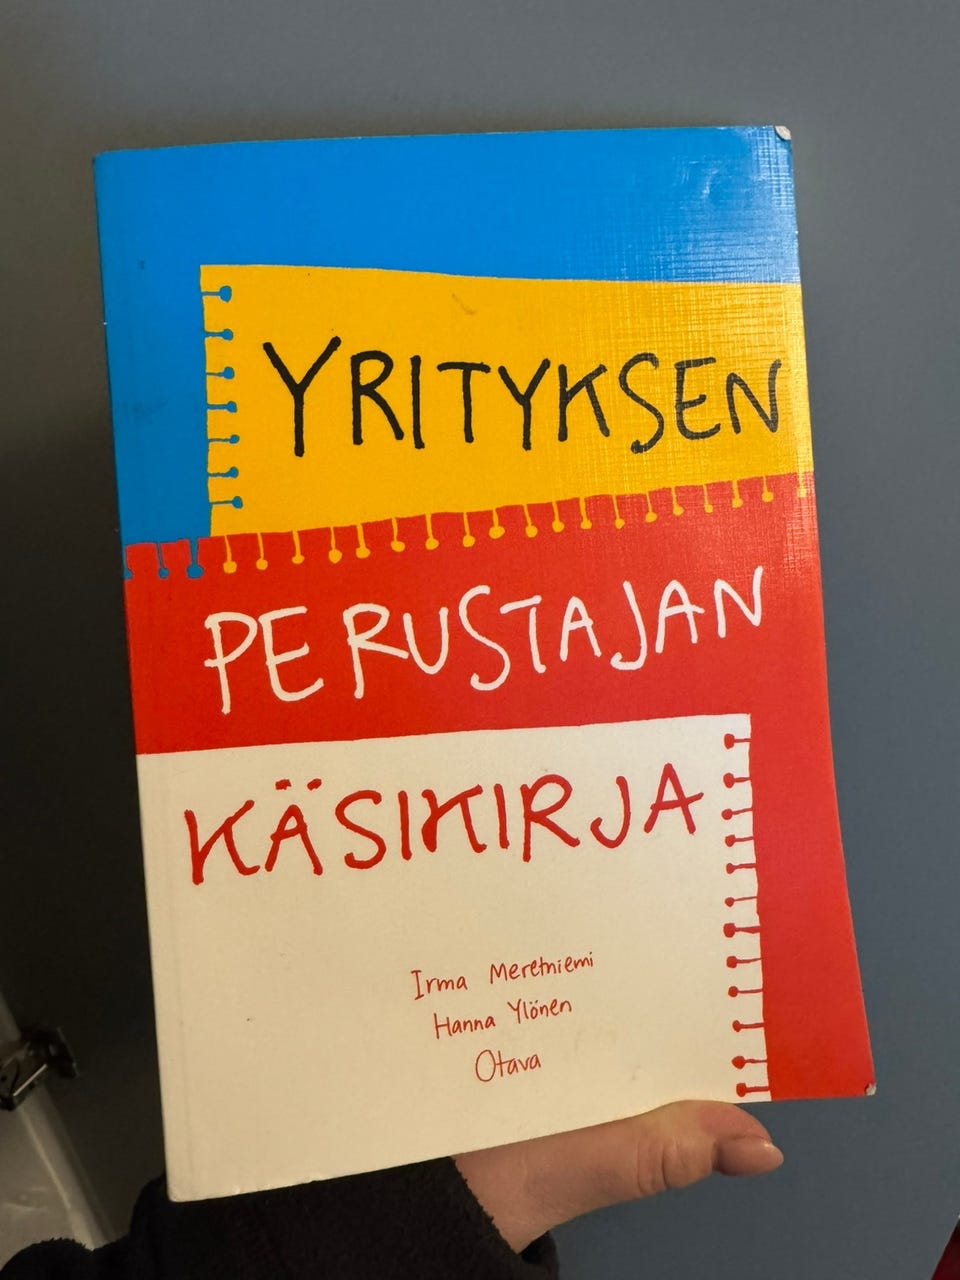 YRITYKSEN
PERUSTAJAN
KÄSIKIRJA
Irma Meretniemi
Hanna Ylönen
Otava